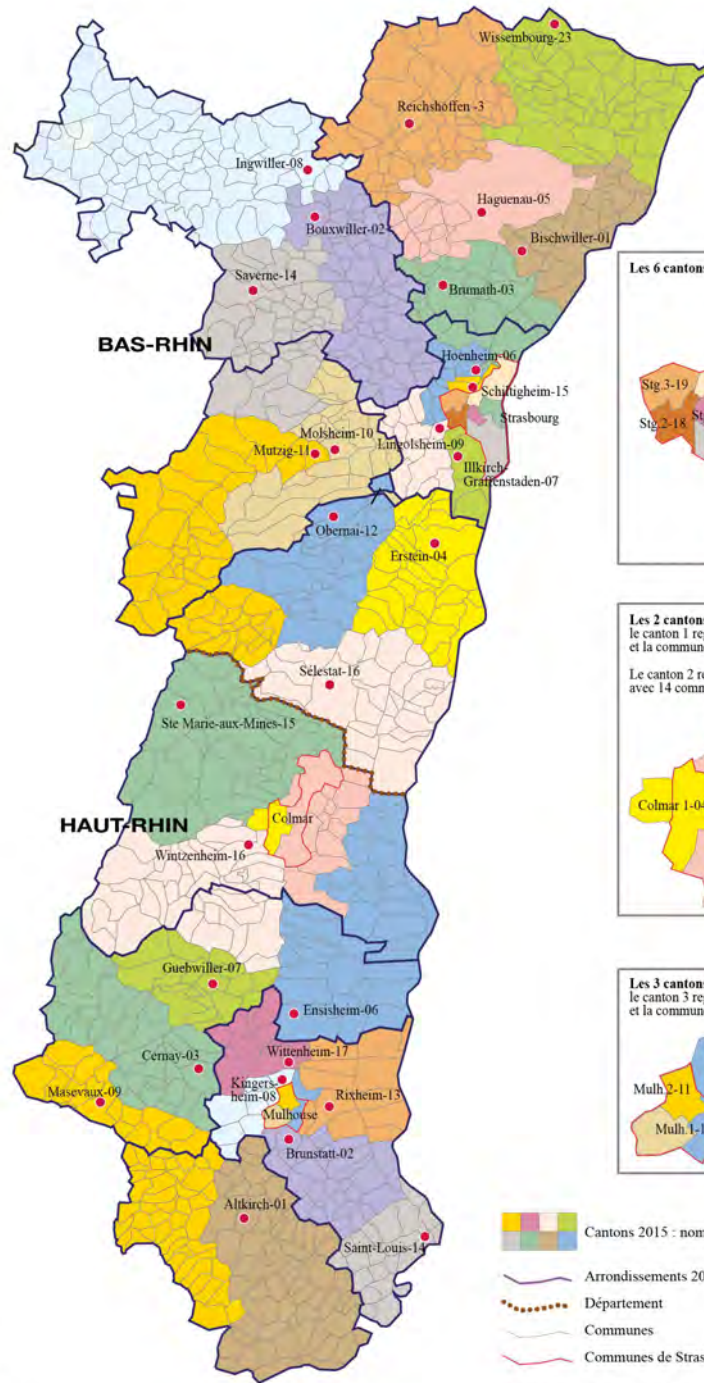 Wissembourg-23
Reichshoffen -3
Ingwiller-08
Haguenau-05
Bouxwiller-02
Bischwiller-01
Saverne-14
Brumath-03
BAS-RHIN
Hoenheim-06
Schiltigheim-15
Strasbourg
Molsheim-10
Mutzig-11
Lingolsheim-09
Illkirch-
Graffenstaden-07
Obernai-12
Erstein-04
Sélestat-16
Ste Marie-aux-Mines-15
Colmar
HAUT-RHIN
Wintzenheim-16
Guebwiller-07
Ensisheim-06
Cernay-03
Wittenheim-17
Kingers-
heim-08
Masevaux-09
Rixheim-13
Mulhouse
Brunstatt-02
Altkirch-01
Saint-Louis-14
Les 6 cantons
Stg.3-19
Stg.2-18
Les 2 cantons
le canton 1
et la commun
Le canton 2
avec 14 comm
Colmar 1-04
Les 3 cantons
le canton 3
et la commun
Mulh.2-11
Mulh.1-1
Cantons 2015 : nom
Arrondissements 20
Département
Communes
Communes de Stras